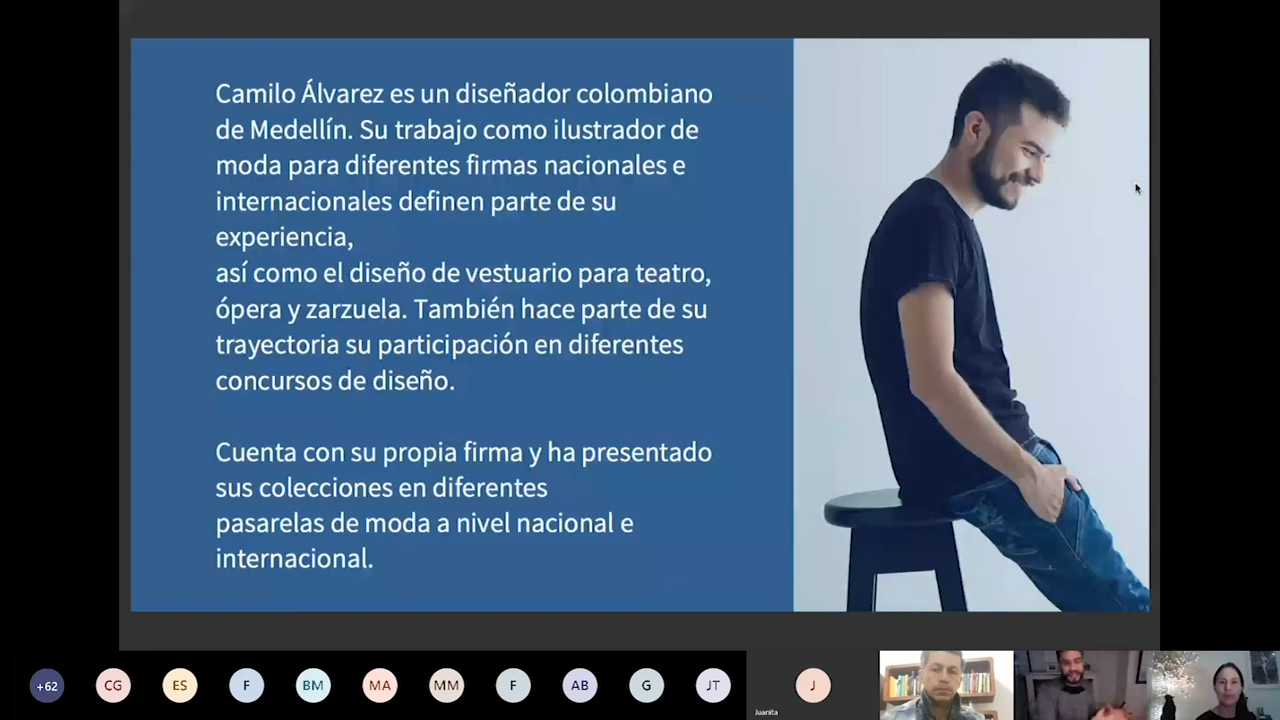 Camilo Álvarez es un diseñador colombiano
de Medellín. Su trabajo como ilustrador de
moda para diferentes firmas nacionales e
internacionales definen parte de su
experiencia,
así como el diseño de vestuario para teatro,
ópera y zarzuela. También hace parte de su
trayectoria su participación en diferentes
concursos de diseño.
Cuenta con su propia firma y ha presentado
sus colecciones en diferentes
pasarelas de moda a nivel nacional e
internacional.
+62 CG ES F BM MA MM F AB G JT J
Juanita